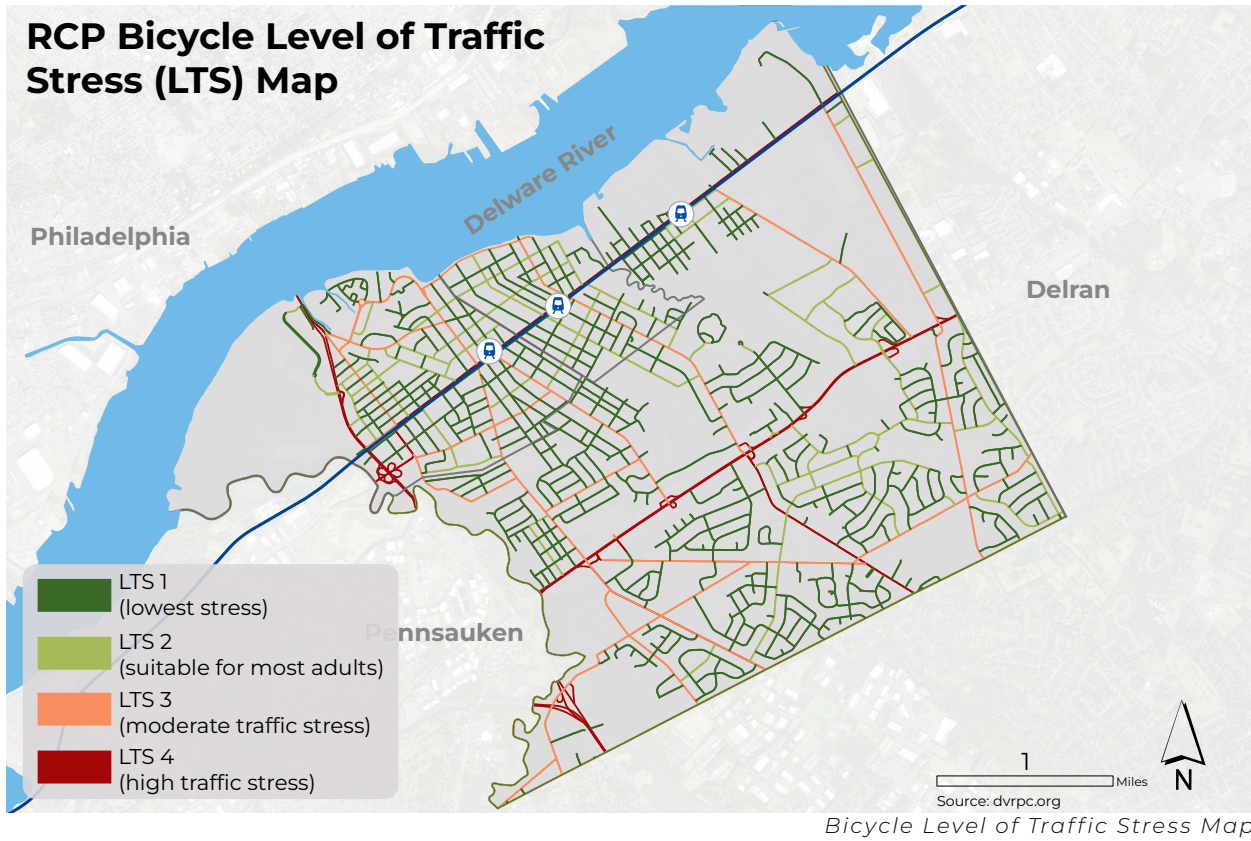 RCP Bicycle Level of Traffic
Stress (LTS) Map
Delware River
Philadelphia
Delran
Pennsauken
LTS 1
(lowest stress)
LTS 2
(suitable for most adults)
LTS 3
(moderate traffic stress)
LTS 4
(high traffic stress)
1
Miles
Source: dvrpc.org
N
Bicycle Level of Traffic Stress Map